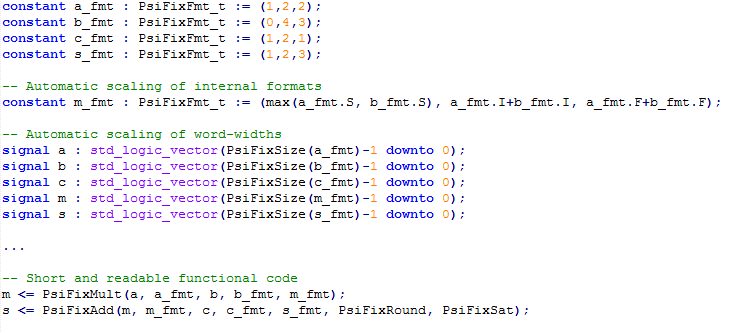 constant a_fmt : PsiFixFmt_t := (1,2,2);
constant b_fmt : PsiFixFmt_t := (0,4,3);
constant c_fmt : PsiFixFmt_t := (1,2,1);
constant s_fmt : PsiFixFmt_t := (1,2,3);
-- Automatic scaling of internal formats
constant m_fmt : PsiFixFmt_t := (max(a_fmt.S, b_fmt.S), a_fmt.I+b_fmt.I, a_fmt.F+b_fmt.F);
-- Automatic scaling of word-widths
signal a : std_logic_vector(PsiFixSize(a_fmt)-1 downto 0);
signal b : std_logic_vector(PsiFixSize(b_fmt)-1 downto 0);
signal c : std_logic_vector(PsiFixSize(c_fmt)-1 downto 0);
signal m : std_logic_vector(PsiFixSize(m_fmt)-1 downto 0);
signal s : std_logic_vector(PsiFixSize(s_fmt)-1 downto 0);
...
-- Short and readable functional code
m <= PsiFixMult(a, a_fmt, b, b_fmt, m_fmt);
s <= PsiFixAdd(m, m_fmt, c, c_fmt, s_fmt, PsiFixRound, PsiFixSat);